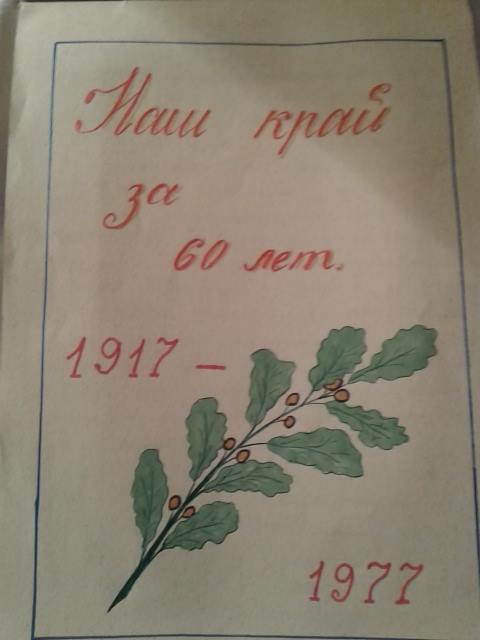 Наш край
за
60 лет.
1917 –
1977